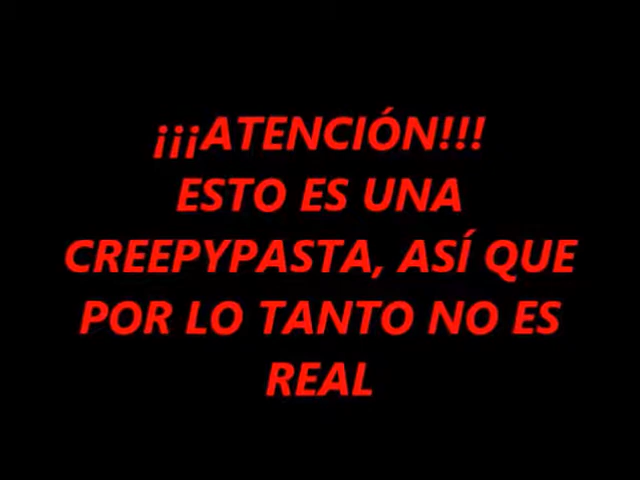 ¡¡¡ATENCIÓN!!!
ESTO ES UNA
CREEPYPASTA, ASÍ QUE
POR LO TANTO NO ES
REAL